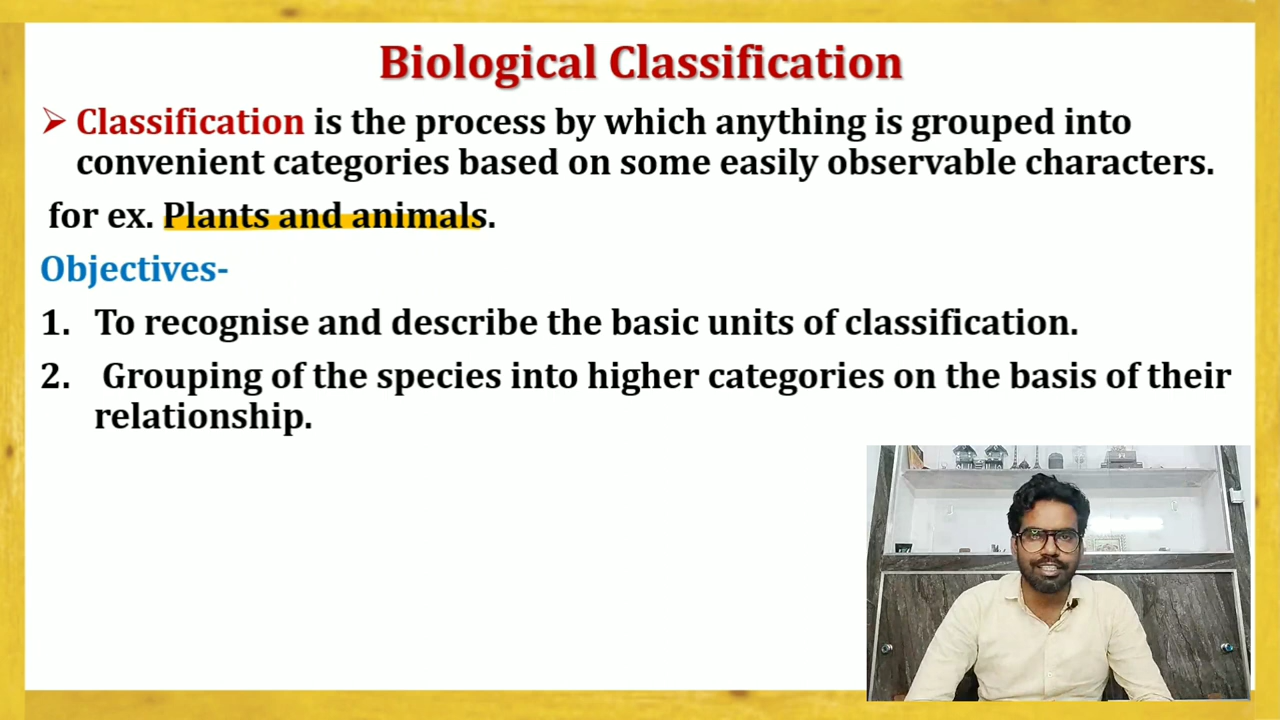 Biological Classification
➢ Classification is the process by which anything is grouped into
convenient categories based on some easily observable characters.
for ex. Plants and animals.
Objectives-
1. To recognise and describe the basic units of classification.
2. Grouping of the species into higher categories on the basis of their
relationship.